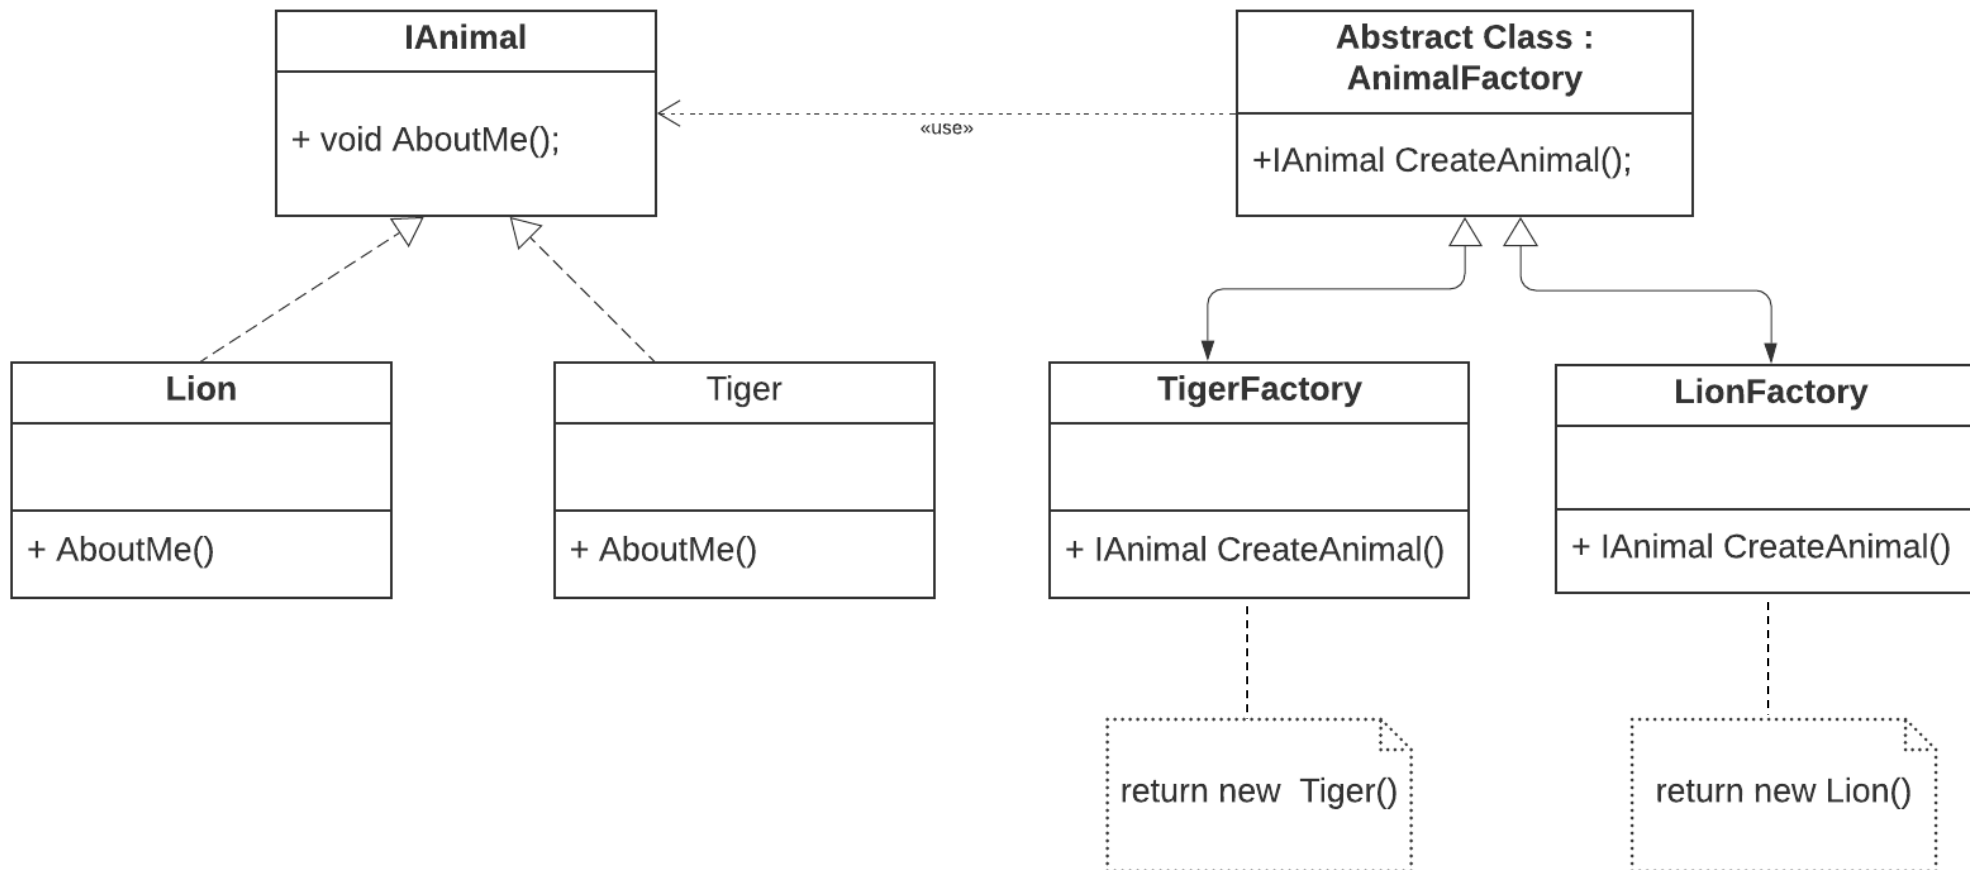 IAnimal
+ void AboutMe();
«use»
Abstract Class :
AnimalFactory
+IAnimal CreateAnimal();
Lion
+ AboutMe()
Tiger
+ AboutMe()
TigerFactory
+ IAnimal CreateAnimal()
LionFactory
+ IAnimal CreateAnimal()
return new  Tiger()
return new Lion()